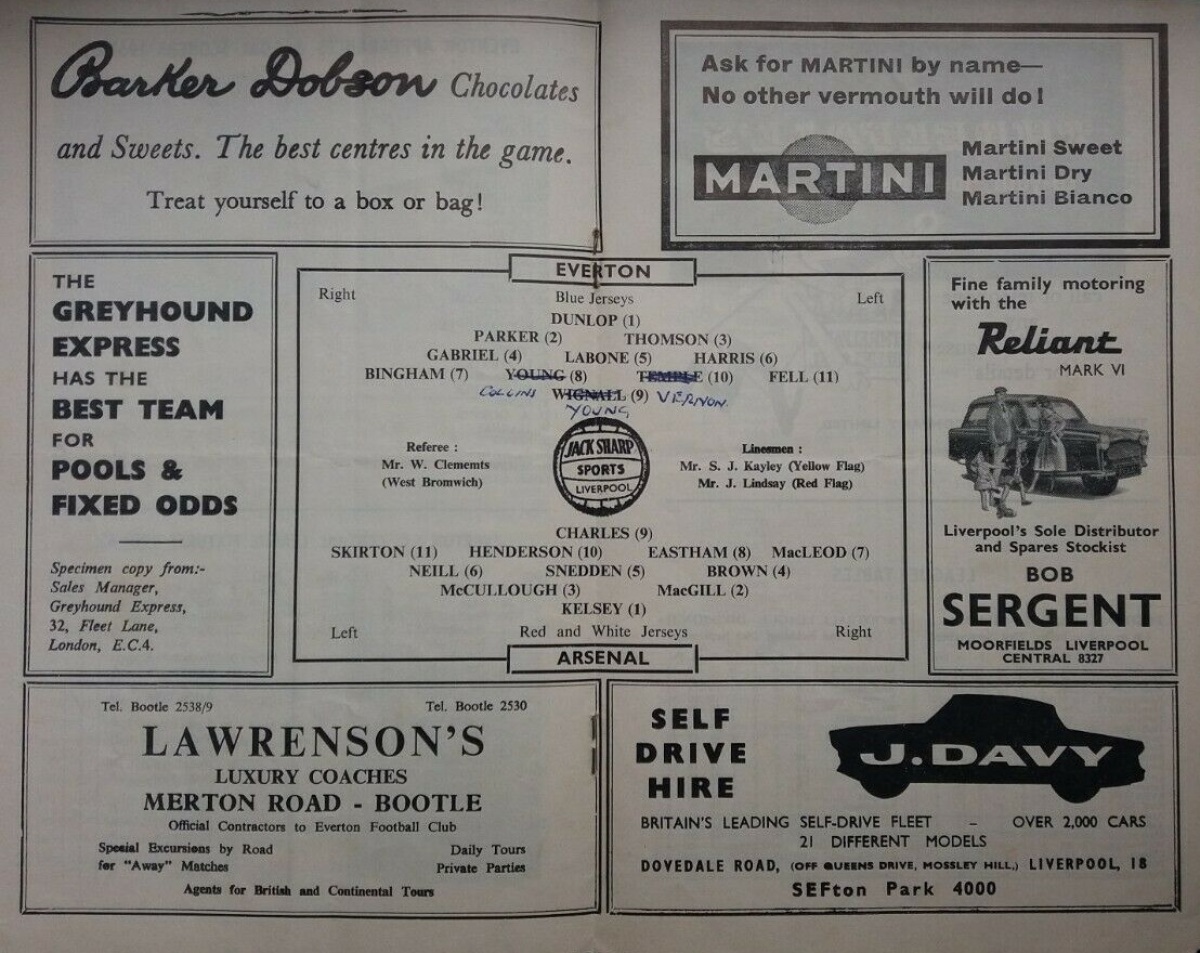 Barker Dobson Chocolates
and Sweets. The best centres in the game.
Treat yourself to a box or bag!
Ask for MARTINI by name—
No other vermouth will do!
MARTINI
Martini Sweet
Martini Dry
Martini Bianco
THE
GREYHOUND
EXPRESS
HAS THE
BEST TEAM
FOR
POOLS &
FIXED ODDS
Specimen copy from:-
Sales Manager,
Greyhound Express,
32, Fleet Lane,
London, E.C.4.
EVERTON
Right Blue Jerseys Left
DUNLOP (1)
PARKER (2) THOMSON (3)
GABRIEL (4) LABONE (5) HARRIS (6)
BINGHAM (7) YOUNG (8) TEMPLE (10) FELL (11)
COLLINS WIGNALL (9) VERNON.
YOUNG
Referee :
Mr. W. Clememts
(West Bromwich)
JACK SHARP
SPORTS
LIVERPOOL
Linesmen :
Mr. S. J. Kayley (Yellow Flag)
Mr. J. Lindsay (Red Flag)
CHARLES (9)
SKIRTON (11) HENDERSON (10) EASTHAM (8) MacLEOD (7)
NEILL (6) SNEDDEN (5) BROWN (4)
McCULLOUGH (3) MacGILL (2)
KELSEY (1)
Left Red and White Jerseys Right
ARSENAL
Fine family motoring
with the
Reliant
MARK VI
Liverpool's Sole Distributor
and Spares Stockist
BOB
SERGENT
MOORFIELDS LIVERPOOL
CENTRAL 8327
Tel. Bootle 2538/9 Tel. Bootle 2530
LAWRENSON'S
LUXURY COACHES
MERTON ROAD - BOOTLE
Official Contractors to Everton Football Club
Special Excursions by Road Daily Tours
for "Away" Matches Private Parties
Agents for British and Continental Tours
SELF
DRIVE
HIRE
J. DAVY
BRITAIN'S LEADING SELF-DRIVE FLEET – OVER 2,000 CARS
21 DIFFERENT MODELS
DOVEDALE ROAD, (OFF QUEENS DRIVE, MOSSLEY HILL,) LIVERPOOL, 18
SEFton Park 4000